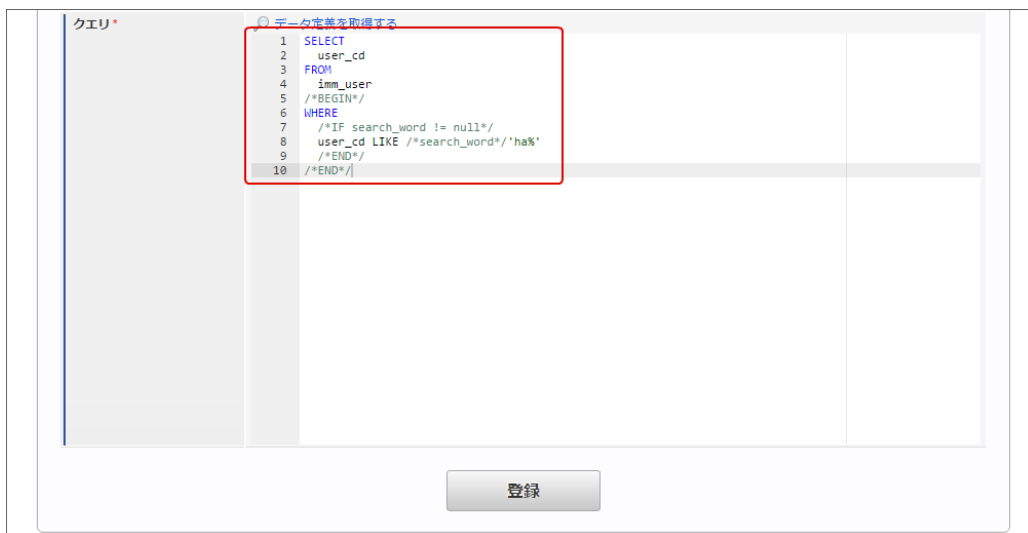 クエリ*
データ定義を取得する
1 SELECT
2   user_cd
3 FROM
4   imm_user
5 /*BEGIN*/
6 WHERE
7   /*IF search_word != null*/
8   user_cd LIKE /*search_word*/'ha%'
9   /*END*/
10 /*END*/
登録